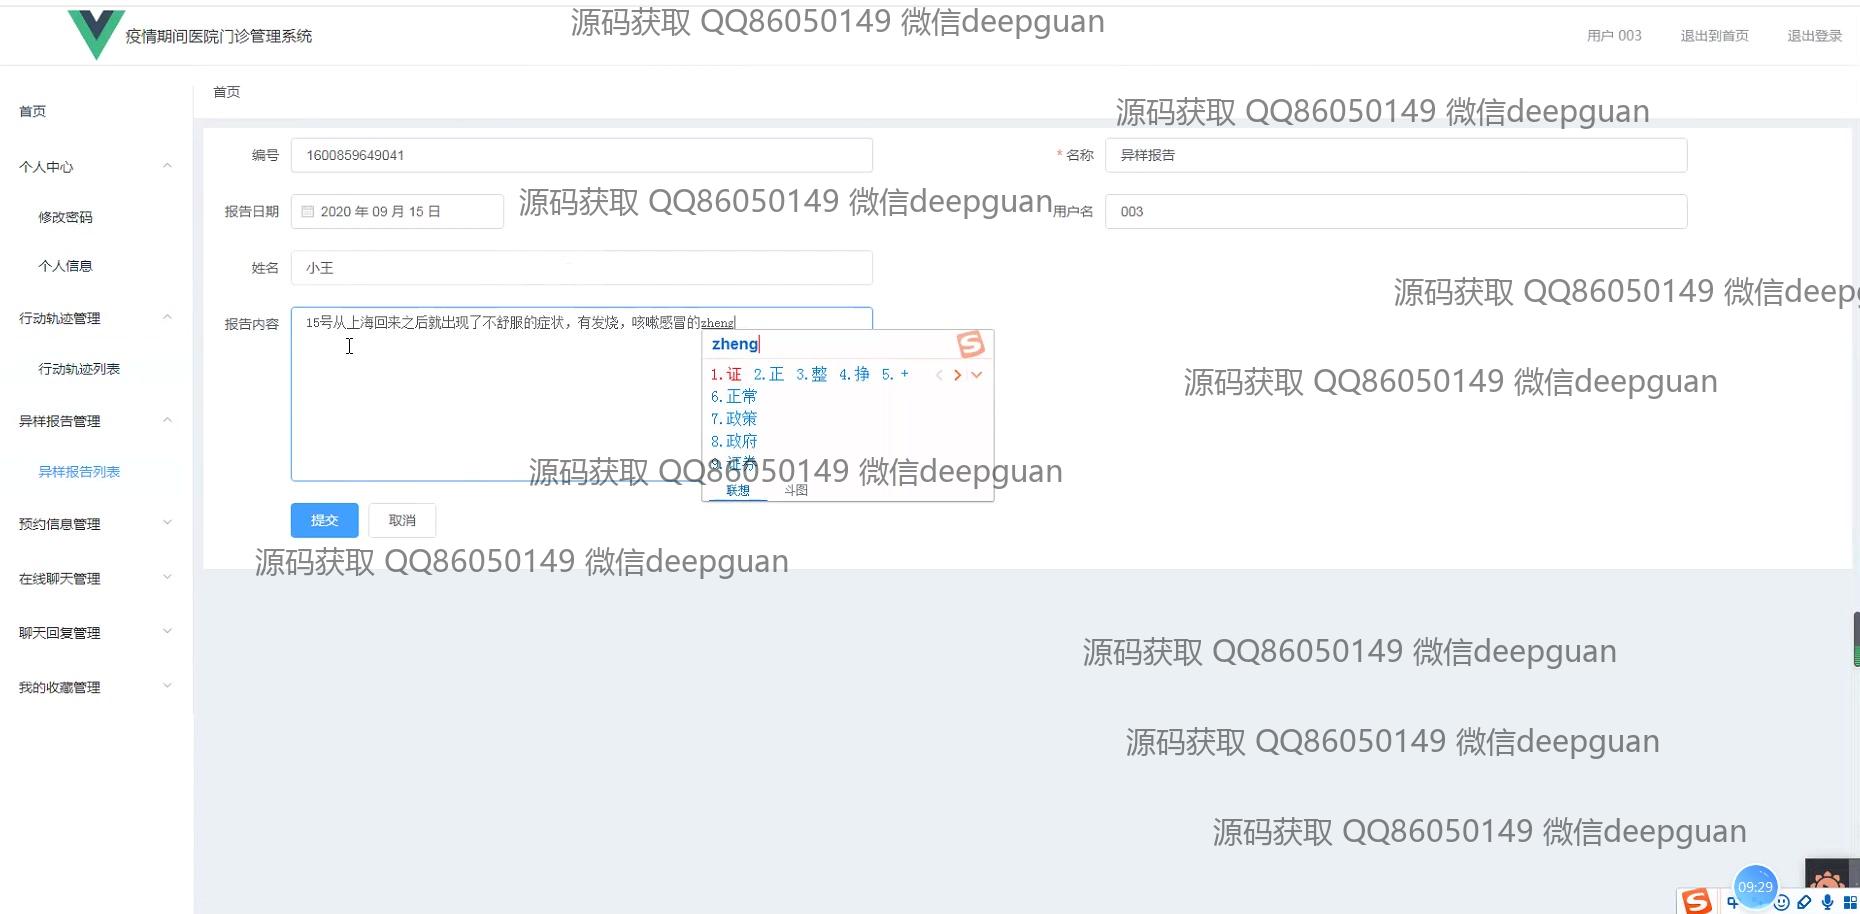 源码获取 QQ86050149 微信deepguan
疫情期间医院门诊管理系统
用户 003
退出到首页
退出登录
首页
首页
源码获取 QQ86050149 微信deepguan
个人中心
修改密码
个人信息
行动轨迹管理
行动轨迹列表
异样报告管理
异样报告列表
预约信息管理
在线聊天管理
聊天回复管理
我的收藏管理
编号
1600859649041
* 名称
异样报告
报告日期
2020 年 09 月 15 日
源码获取 QQ86050149 微信deepguan
用户名
003
姓名
小王
源码获取 QQ86050149 微信deepg
报告内容
15号从上海回来之后就出现了不舒服的症状，有发烧，咳嗽感冒的zheng
zheng
1.证 2.正 3.整 4.挣 5. +
6.正常
7.政策
8.政府
9.证券
联想 斗图
源码获取 QQ86050149 微信deepguan
源码获取 QQ86050149 微信deepguan
提交
取消
源码获取 QQ86050149 微信deepguan
源码获取 QQ86050149 微信deepguan
源码获取 QQ86050149 微信deepguan
源码获取 QQ86050149 微信deepguan
09:29